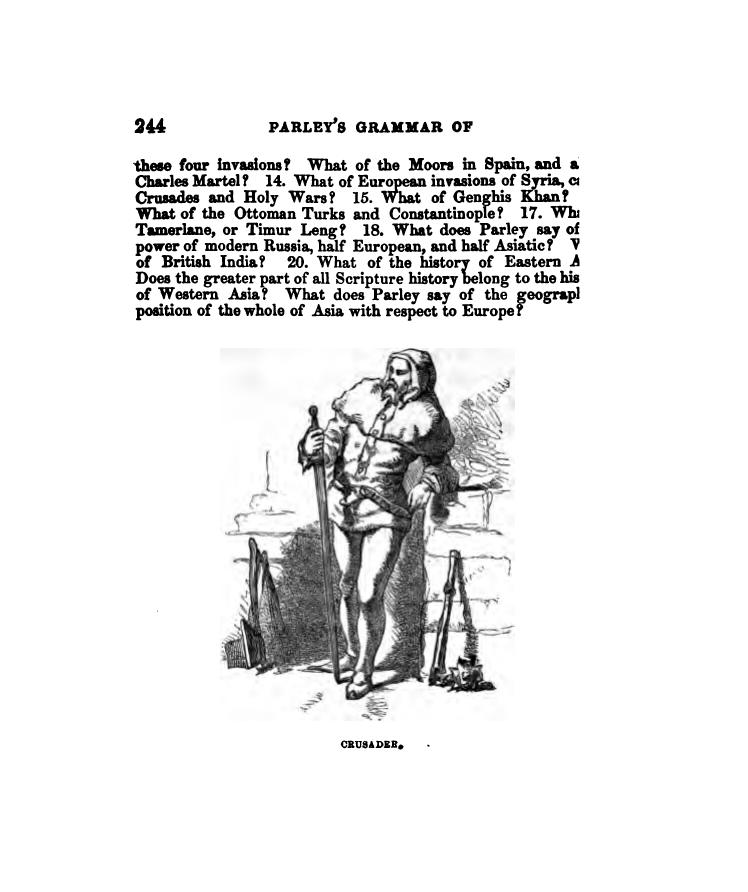 244 PARLEY'S GRAMMAR OF
these four invasions? What of the Moors in Spain, and
Charles Martel? 14. What of European invasions of Syria,
Crusades and Holy Wars? 15. What of Genghis Khan?
What of the Ottoman Turks and Constantinople? 17.
Tamerlane, or Timur Leng? 18. What does Parley say of
power of modern Russia, half European, and half Asiatic?
of British India? 20. What of the history of Eastern
Does the greater part of all Scripture history belong to the his
of Western Asia? What does Parley say of the geograp
position of the whole of Asia with respect to Europe?
CRUSADER.